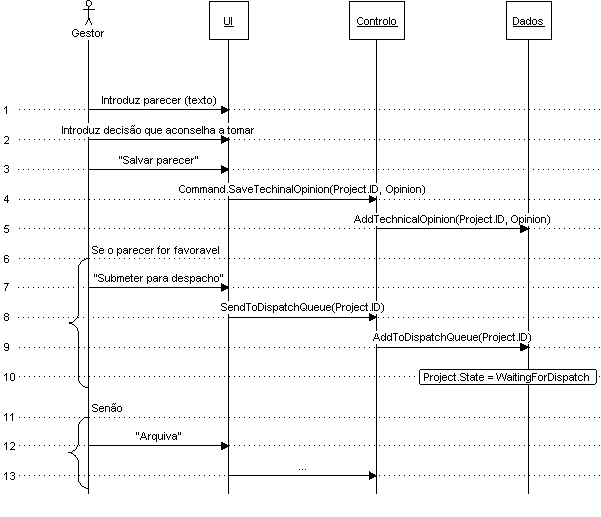 Gestor
UI
Controlo
Dados
1
Introduz parecer (texto)
2
Introduz decisão que aconselha a tomar
3
"Salvar parecer"
4
Command.SaveTechinalOpinion(Project.ID, Opinion)
5
AddTechnicalOpinion(Project.ID, Opinion)
6
Se o parecer for favoravel
7
"Submeter para despacho"
8
SendToDispatchQueue(Project.ID)
9
AddToDispatchQueue(Project.ID)
10
Project.State = WaitingForDispatch
11
Senão
12
"Arquiva"
13
...